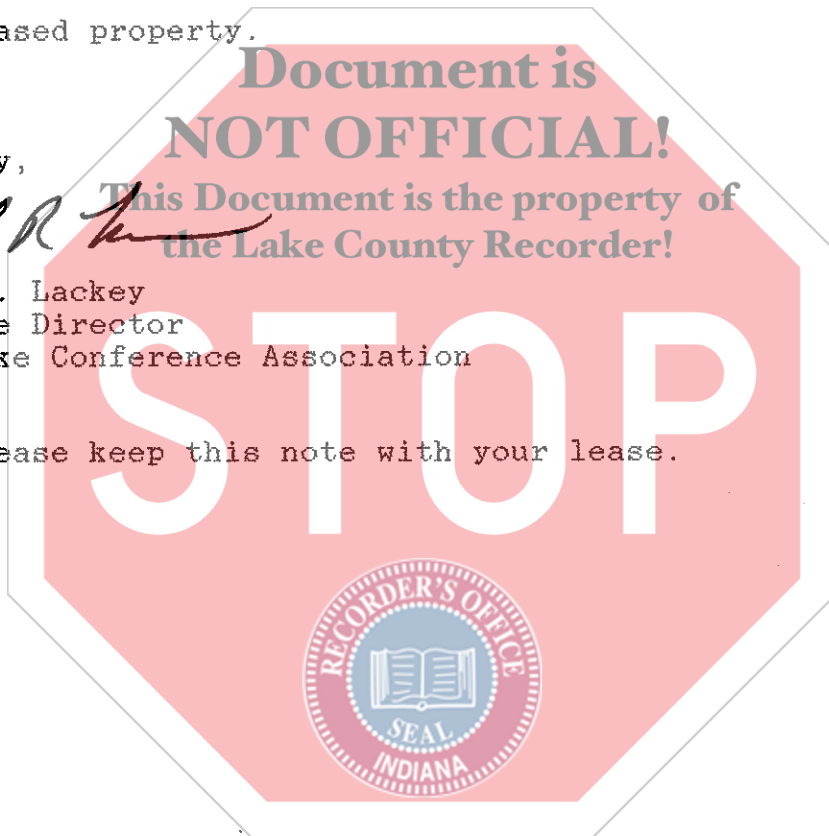 ased property.
Document is
NOT OFFICIAL!
y,
This Document is the property of
the Lake County Recorder!
. Lackey
e Director
ke Conference Association
STOP
ease keep this note with your lease.
RECORDER'S OFFICE
SEAL
INDIANA